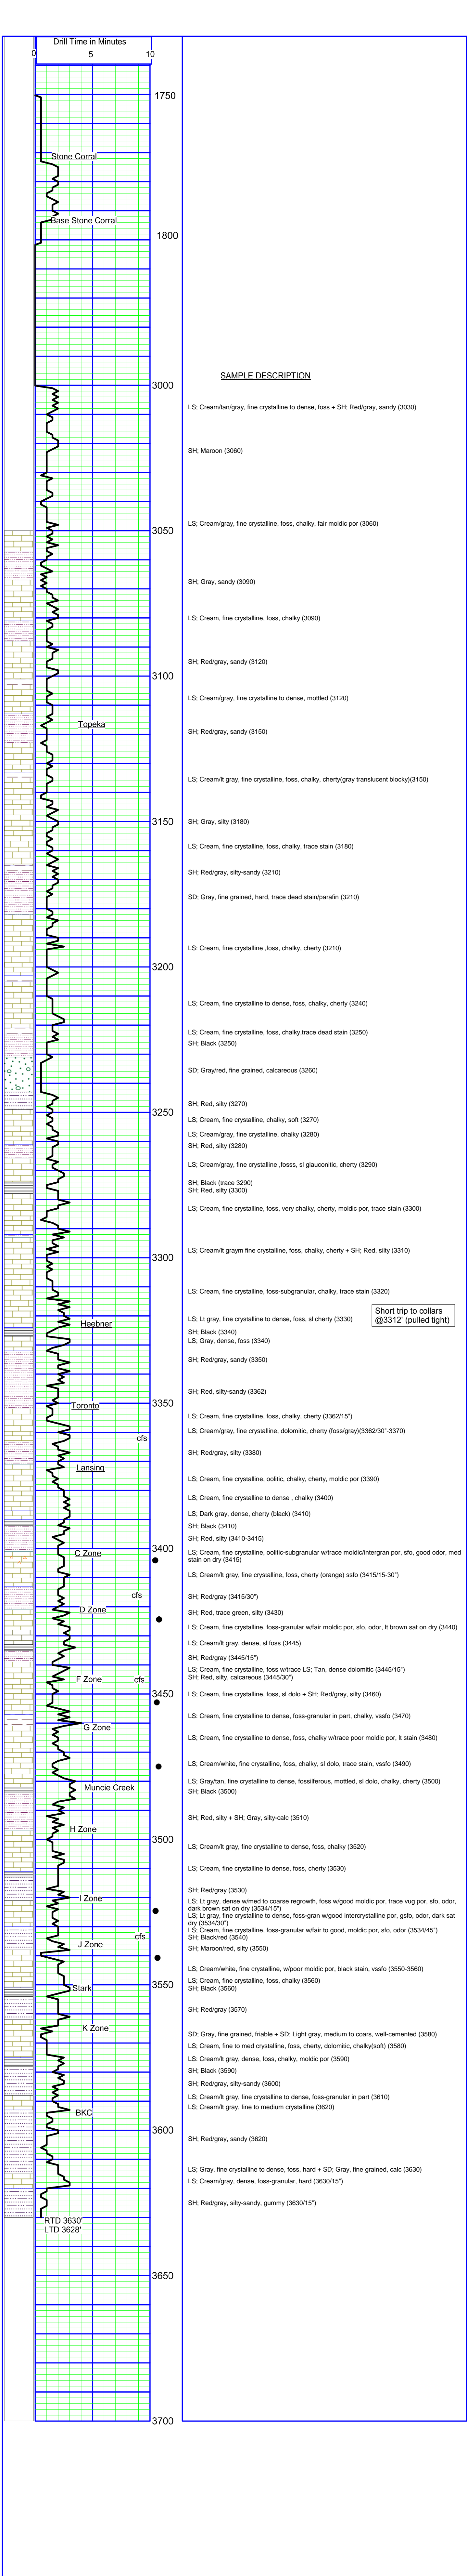 Drill Time in Minutes
0 5 10
1750
Stone Corral
Base Stone Corral
1800
SAMPLE DESCRIPTION
3000
LS; Cream/tan/gray, fine crystalline to dense, foss + SH; Red/gray, sandy (3030)
SH; Maroon (3060)
LS; Cream/gray, fine crystalline, foss, chalky, fair moldic por (3060)
3050
SH; Gray, sandy (3090)
LS; Cream, fine crystalline, foss, chalky (3090)
SH; Red/gray, sandy (3120)
3100
LS; Cream/gray, fine crystalline to dense, mottled (3120)
Topeka
SH; Red/gray, sandy (3150)
LS; Cream/lt gray, fine crystalline, foss, chalky, cherty(gray translucent blocky)(3150)
3150
SH; Gray, silty (3180)
LS; Cream, fine crystalline, foss, chalky, trace stain (3180)
SH; Red/gray, silty-sandy (3210)
SD; Gray, fine grained, hard, trace dead stain/parafin (3210)
LS: Cream, fine crystalline ,foss, chalky, cherty (3210)
3200
LS; Cream, fine crystalline to dense, foss, chalky, cherty (3240)
LS; Cream, fine crystalline, foss, chalky,trace dead stain (3250)
SH; Black (3250)
SD; Gray/red, fine grained, calcareous (3260)
SH; Red, silty (3270)
3250
LS; Cream, fine crystalline, chalky, soft (3270)
LS; Cream/gray, fine crystalline, chalky (3280)
SH; Red, silty (3280)
LS; Cream/gray, fine crystalline ,fosss, sl glauconitic, cherty (3290)
SH; Black (trace 3290)
SH; Red, silty (3300)
LS; Cream, fine crystalline, foss, very chalky, cherty, moldic por, trace stain (3300)
LS; Cream/lt graym fine crystalline, foss, chalky, cherty + SH; Red, silty (3310)
3300
LS; Cream, fine crystalline, foss-subgranular, chalky, trace stain (3320)
Short trip to collars
@3312' (pulled tight)
LS; Lt gray, fine crystalline to dense, foss, sl cherty (3330)
Heebner
SH; Black (3340)
LS; Gray, dense, foss (3340)
SH; Red/gray, sandy (3350)
SH; Red, silty-sandy (3362)
3350
Toronto
LS; Cream, fine crystalline, foss, chalky, cherty (3362/15")
LS; Cream/gray, fine crystalline, dolomitic, cherty (foss/gray)(3362/30"-3370)
cfs
SH; Red/gray, silty (3380)
Lansing
LS; Cream, fine crystalline, oolitic, chalky, cherty, moldic por (3390)
LS; Cream, fine crystalline to dense , chalky (3400)
LS; Dark gray, dense, cherty (black) (3410)
SH; Black (3410)
SH; Red, silty (3410-3415)
3400
C Zone
LS; Cream, fine crystalline, oolitic-subgranular w/trace moldic/intergran por, sfo, good odor, med
stain on dry (3415)
LS; Cream/lt gray, fine crystalline, foss, cherty (orange) ssfo (3415/15-30")
cfs
SH; Red/gray (3415/30")
D Zone
SH; Red, trace green, silty (3430)
LS; Cream, fine crystalline, foss-granular w/fair moldic por, sfo, odor, lt brown sat on dry (3440)
LS; Cream/lt gray, dense, sl foss (3445)
SH; Red/gray (3445/15")
LS; Cream, fine crystalline, foss w/trace LS; Tan, dense dolomitic (3445/15")
SH; Red, silty, calcareous (3445/30")
F Zone
cfs
3450
LS; Cream, fine crystalline, foss, sl dolo + SH; Red/gray, silty (3460)
LS; Cream, fine crystalline to dense, foss-granular in part, chalky, vssfo (3470)
G Zone
LS; Cream, fine crystalline to dense, foss, chalky w/trace poor moldic por, lt stain (3480)
LS; Cream/white, fine crystalline, foss, chalky, sl dolo, trace stain, vssfo (3490)
LS; Gray/tan, fine crystalline to dense, fossilferous, mottled, sl dolo, chalky, cherty (3500)
Muncie Creek
SH; Black (3500)
SH; Red, silty + SH; Gray, silty-calc (3510)
H Zone
3500
LS; Cream/lt gray, fine crystalline to dense, foss, chalky (3520)
LS; Cream, fine crystalline to dense, foss, cherty (3530)
SH; Red/gray (3530)
I Zone
LS; Lt gray, dense w/med to coarse regrowth, foss w/good moldic por, trace vug por, sfo, odor,
dark brown sat on dry (3534/15")
LS; Lt gray, fine crystalline to dense, foss-gran w/good intercrystalline por, gsfo, odor, dark sat
dry (3534/30")
LS; Cream, fine crystalline, foss-granular w/fair to good, moldic por, sfo, odor (3534/45")
cfs
SH; Black/red (3540)
J Zone
SH; Maroon/red, silty (3550)
LS; Cream/white, fine crystalline, w/poor moldic por, black stain, vssfo (3550-3560)
3550
LS; Cream, fine crystalline, foss, chalky (3560)
Stark
SH; Black (3560)
SH; Red/gray (3570)
K Zone
SD; Gray, fine grained, friable + SD; Light gray, medium to coars, well-cemented (3580)
LS; Cream, fine to med crystalline, foss, cherty, dolomitic, chalky(soft) (3580)
LS: Cream/lt gray, dense, foss, chalky, moldic por (3590)
SH; Black (3590)
SH; Red/gray, silty-sandy (3600)
LS; Cream/lt gray, fine crystalline to dense, foss-granular in part (3610)
LS; Cream/lt gray, fine to medium crystalline (3620)
BKC
3600
SH; Red/gray, sandy (3620)
LS; Gray, fine crystalline to dense, foss, hard + SD; Gray, fine grained, calc (3630)
LS; Cream/gray, dense, foss-granular, hard (3630/15")
SH; Red/gray, silty-sandy, gummy (3630/15")
RTD 3630'
LTD 3628'
3650
3700